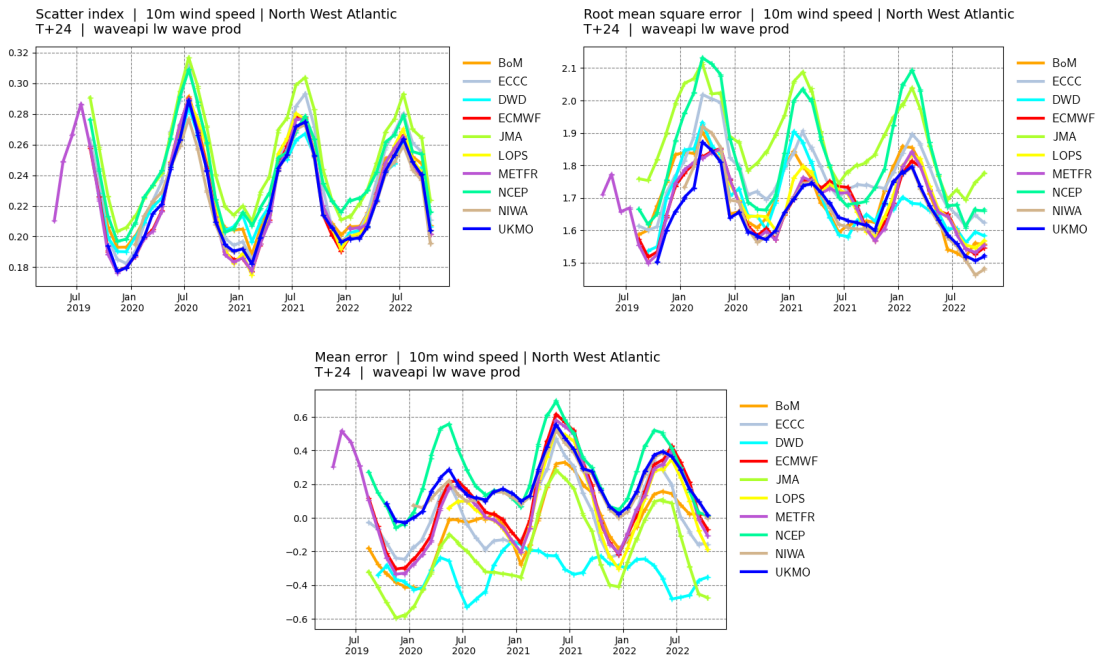 Scatter index | 10m wind speed | North West Atlantic
T+24 | waveapi lw wave prod
0.32
0.30
0.28
0.26
0.24
0.22
0.20
0.18
Jul
2019
Jan
2020
Jul
2020
Jan
2021
Jul
2021
Jan
2022
Jul
2022
BoM
ECCC
DWD
ECMWF
JMA
LOPS
METFR
NCEP
NIWA
UKMO
Root mean square error | 10m wind speed | North West Atlantic
T+24 | waveapi lw wave prod
2.1
2.0
1.9
1.8
1.7
1.6
1.5
Jul
2019
Jan
2020
Jul
2020
Jan
2021
Jul
2021
Jan
2022
Jul
2022
BoM
ECCC
DWD
ECMWF
JMA
LOPS
METFR
NCEP
NIWA
UKMO
Mean error | 10m wind speed | North West Atlantic
T+24 | waveapi lw wave prod
0.6
0.4
0.2
0.0
−0.2
−0.4
−0.6
Jul
2019
Jan
2020
Jul
2020
Jan
2021
Jul
2021
Jan
2022
Jul
2022
BoM
ECCC
DWD
ECMWF
JMA
LOPS
METFR
NCEP
NIWA
UKMO